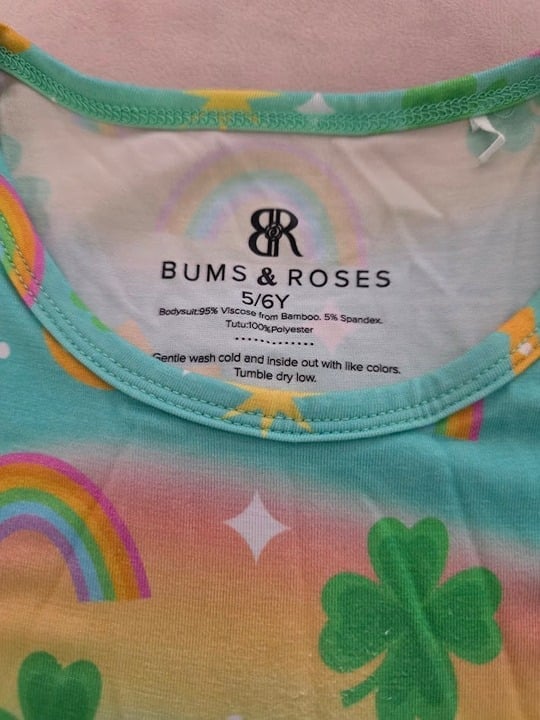 BR
BUMS & ROSES
5/6Y
Bodysuit:95% Viscose from Bamboo. 5% Spandex.
Tutu:100%Polyester
Gentle wash cold and inside out with like colors.
Tumble dry low.